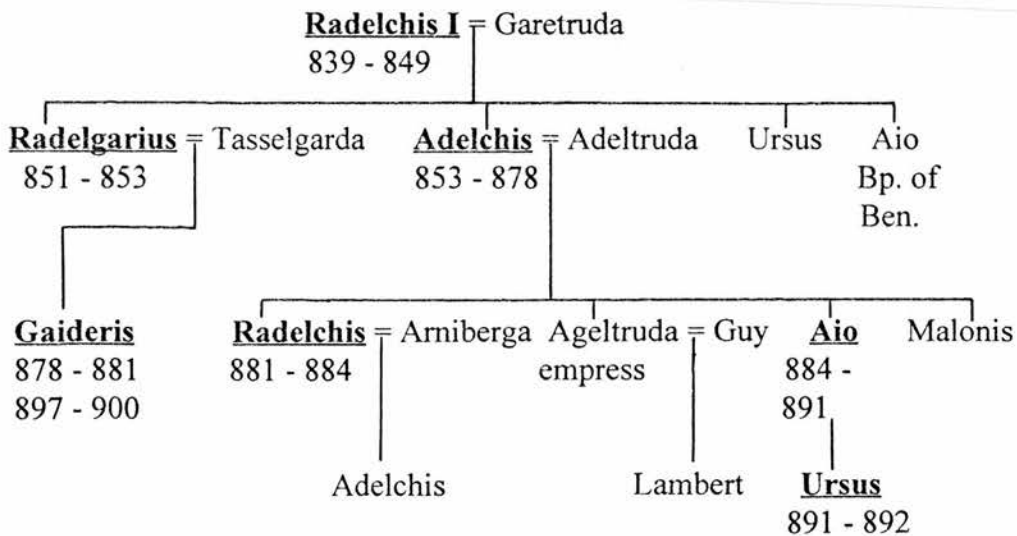 Radelchis I = Garetruda
839 - 849
Radelgarius = Tasselgarda Adelchis = Adeltruda Ursus Aio
851 - 853 853 - 878 Bp. of
Ben.
Gaideris Radelchis = Arniberga Ageltruda = Guy Aio Malonis
878 - 881 881 - 884 empress 884 -
897 - 900 891
Adelchis Lambert Ursus
891 - 892